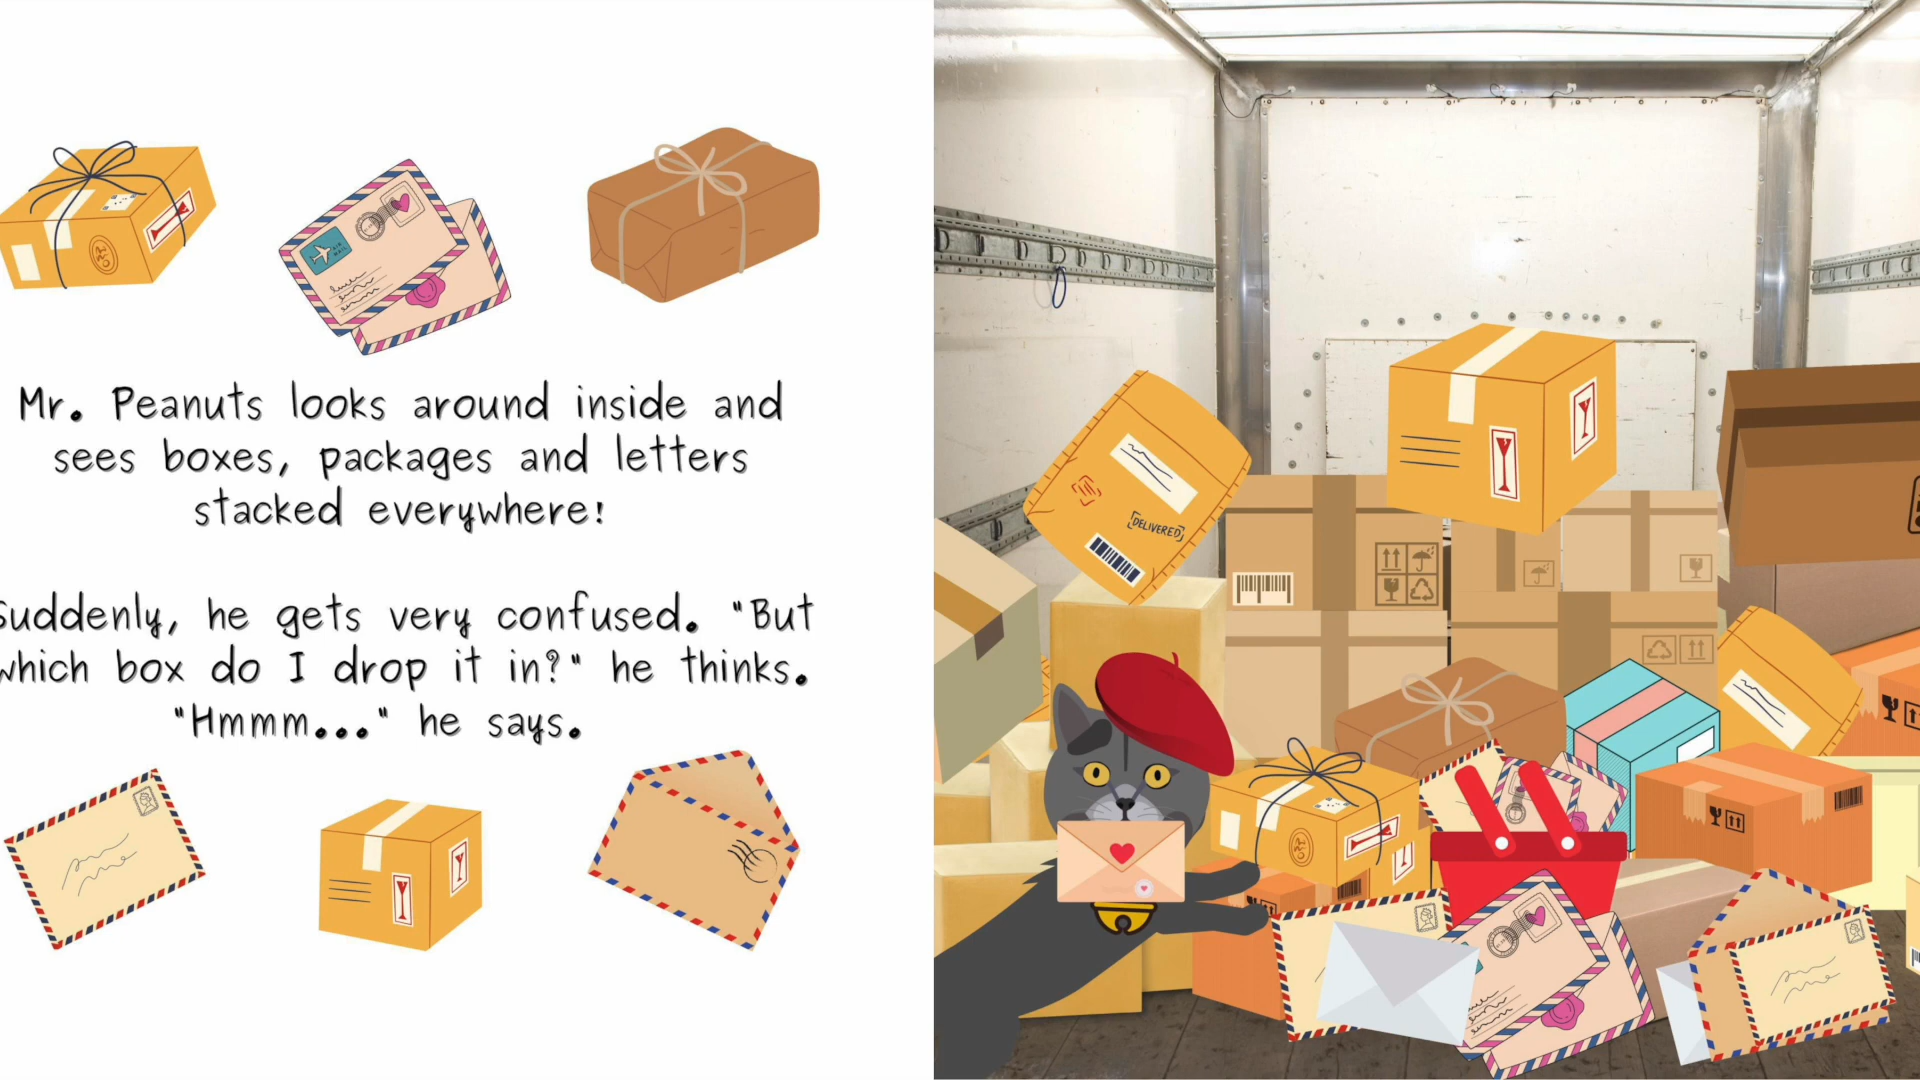 Mr. Peanuts looks around inside and
sees boxes, packages and letters
stacked everywhere!
Suddenly, he gets very confused. "But
which box do I drop it in?" he thinks.
"Hmmm..." he says.
DELIVERED